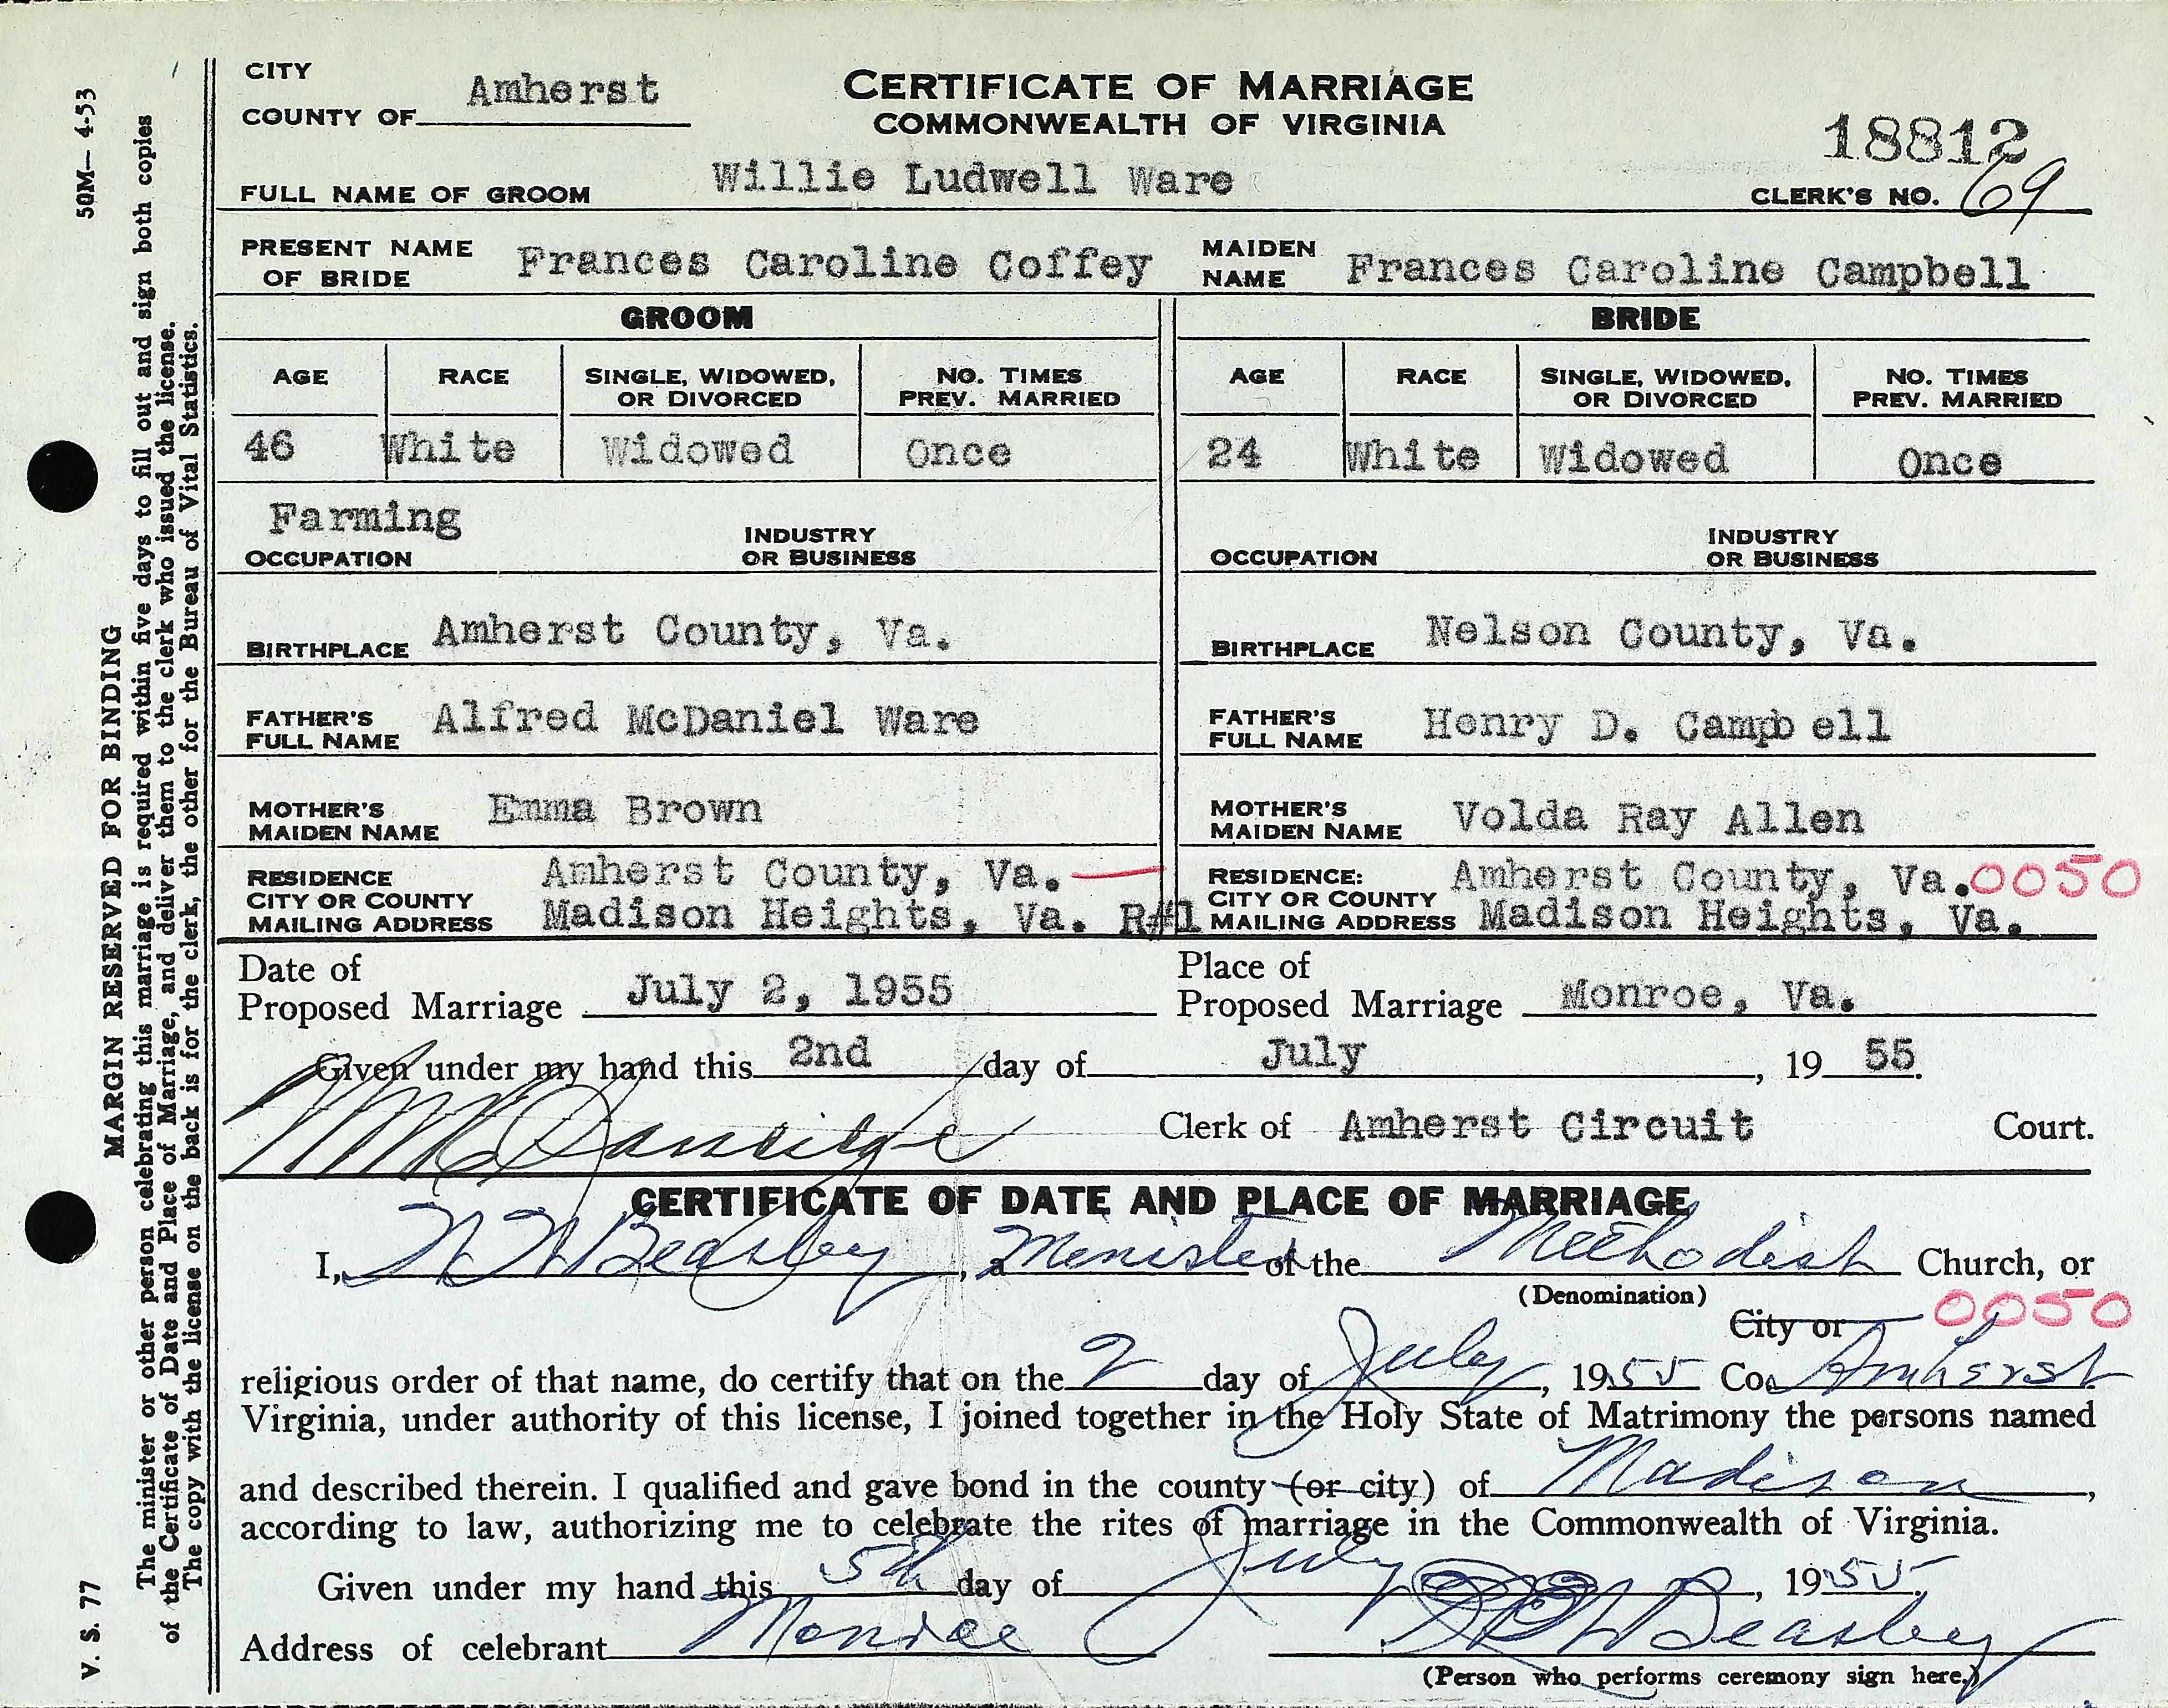 CITY
COUNTY OF Amherst
CERTIFICATE OF MARRIAGE
COMMONWEALTH OF VIRGINIA
18812
FULL NAME OF GROOM Willie Ludwell Ware
CLERK'S NO. 69
PRESENT NAME OF BRIDE Frances Caroline Coffey
MAIDEN NAME Frances Caroline Campbell
GROOM
BRIDE
AGE RACE SINGLE, WIDOWED, OR DIVORCED NO. TIMES PREV. MARRIED
AGE RACE SINGLE, WIDOWED, OR DIVORCED NO. TIMES PREV. MARRIED
46 White Widowed Once
24 White Widowed Once
Farming
OCCUPATION INDUSTRY OR BUSINESS
OCCUPATION INDUSTRY OR BUSINESS
BIRTHPLACE Amherst County, Va.
BIRTHPLACE Nelson County, Va.
FATHER'S FULL NAME Alfred McDaniel Ware
FATHER'S FULL NAME Henry D. Campbell
MOTHER'S MAIDEN NAME Emma Brown
MOTHER'S MAIDEN NAME Volda Ray Allen
RESIDENCE CITY OR COUNTY Amherst County, Va.
MAILING ADDRESS Madison Heights, Va. R#1
RESIDENCE: CITY OR COUNTY Amherst County, Va. 0050
MAILING ADDRESS Madison Heights, Va.
Date of Proposed Marriage July 2, 1955
Place of Proposed Marriage Monroe, Va.
Given under my hand this 2nd day of July, 19 55.
Clerk of Amherst Circuit Court.
CERTIFICATE OF DATE AND PLACE OF MARRIAGE
I, Beasley, a Minister of the Methodist Church, or
(Denomination)
City or 0050
religious order of that name, do certify that on the 2 day of July, 1955 Co. Amherst
Virginia, under authority of this license, I joined together in the Holy State of Matrimony the persons named
and described therein. I qualified and gave bond in the county (or city) of Madison,
according to law, authorizing me to celebrate the rites of marriage in the Commonwealth of Virginia.
Given under my hand this 5th day of July, 1955.
Address of celebrant Monroe Beasley
(Person who performs ceremony sign here.)
50M—4-53
MARGIN RESERVED FOR BINDING
V. S. 77
The minister or other person celebrating this marriage is required within five days to fill out and sign both copies
of the Certificate of Date and Place of Marriage, and deliver them to the clerk who issued the license.
The copy with the license on the back is for the clerk, the other for the Bureau of Vital Statistics.